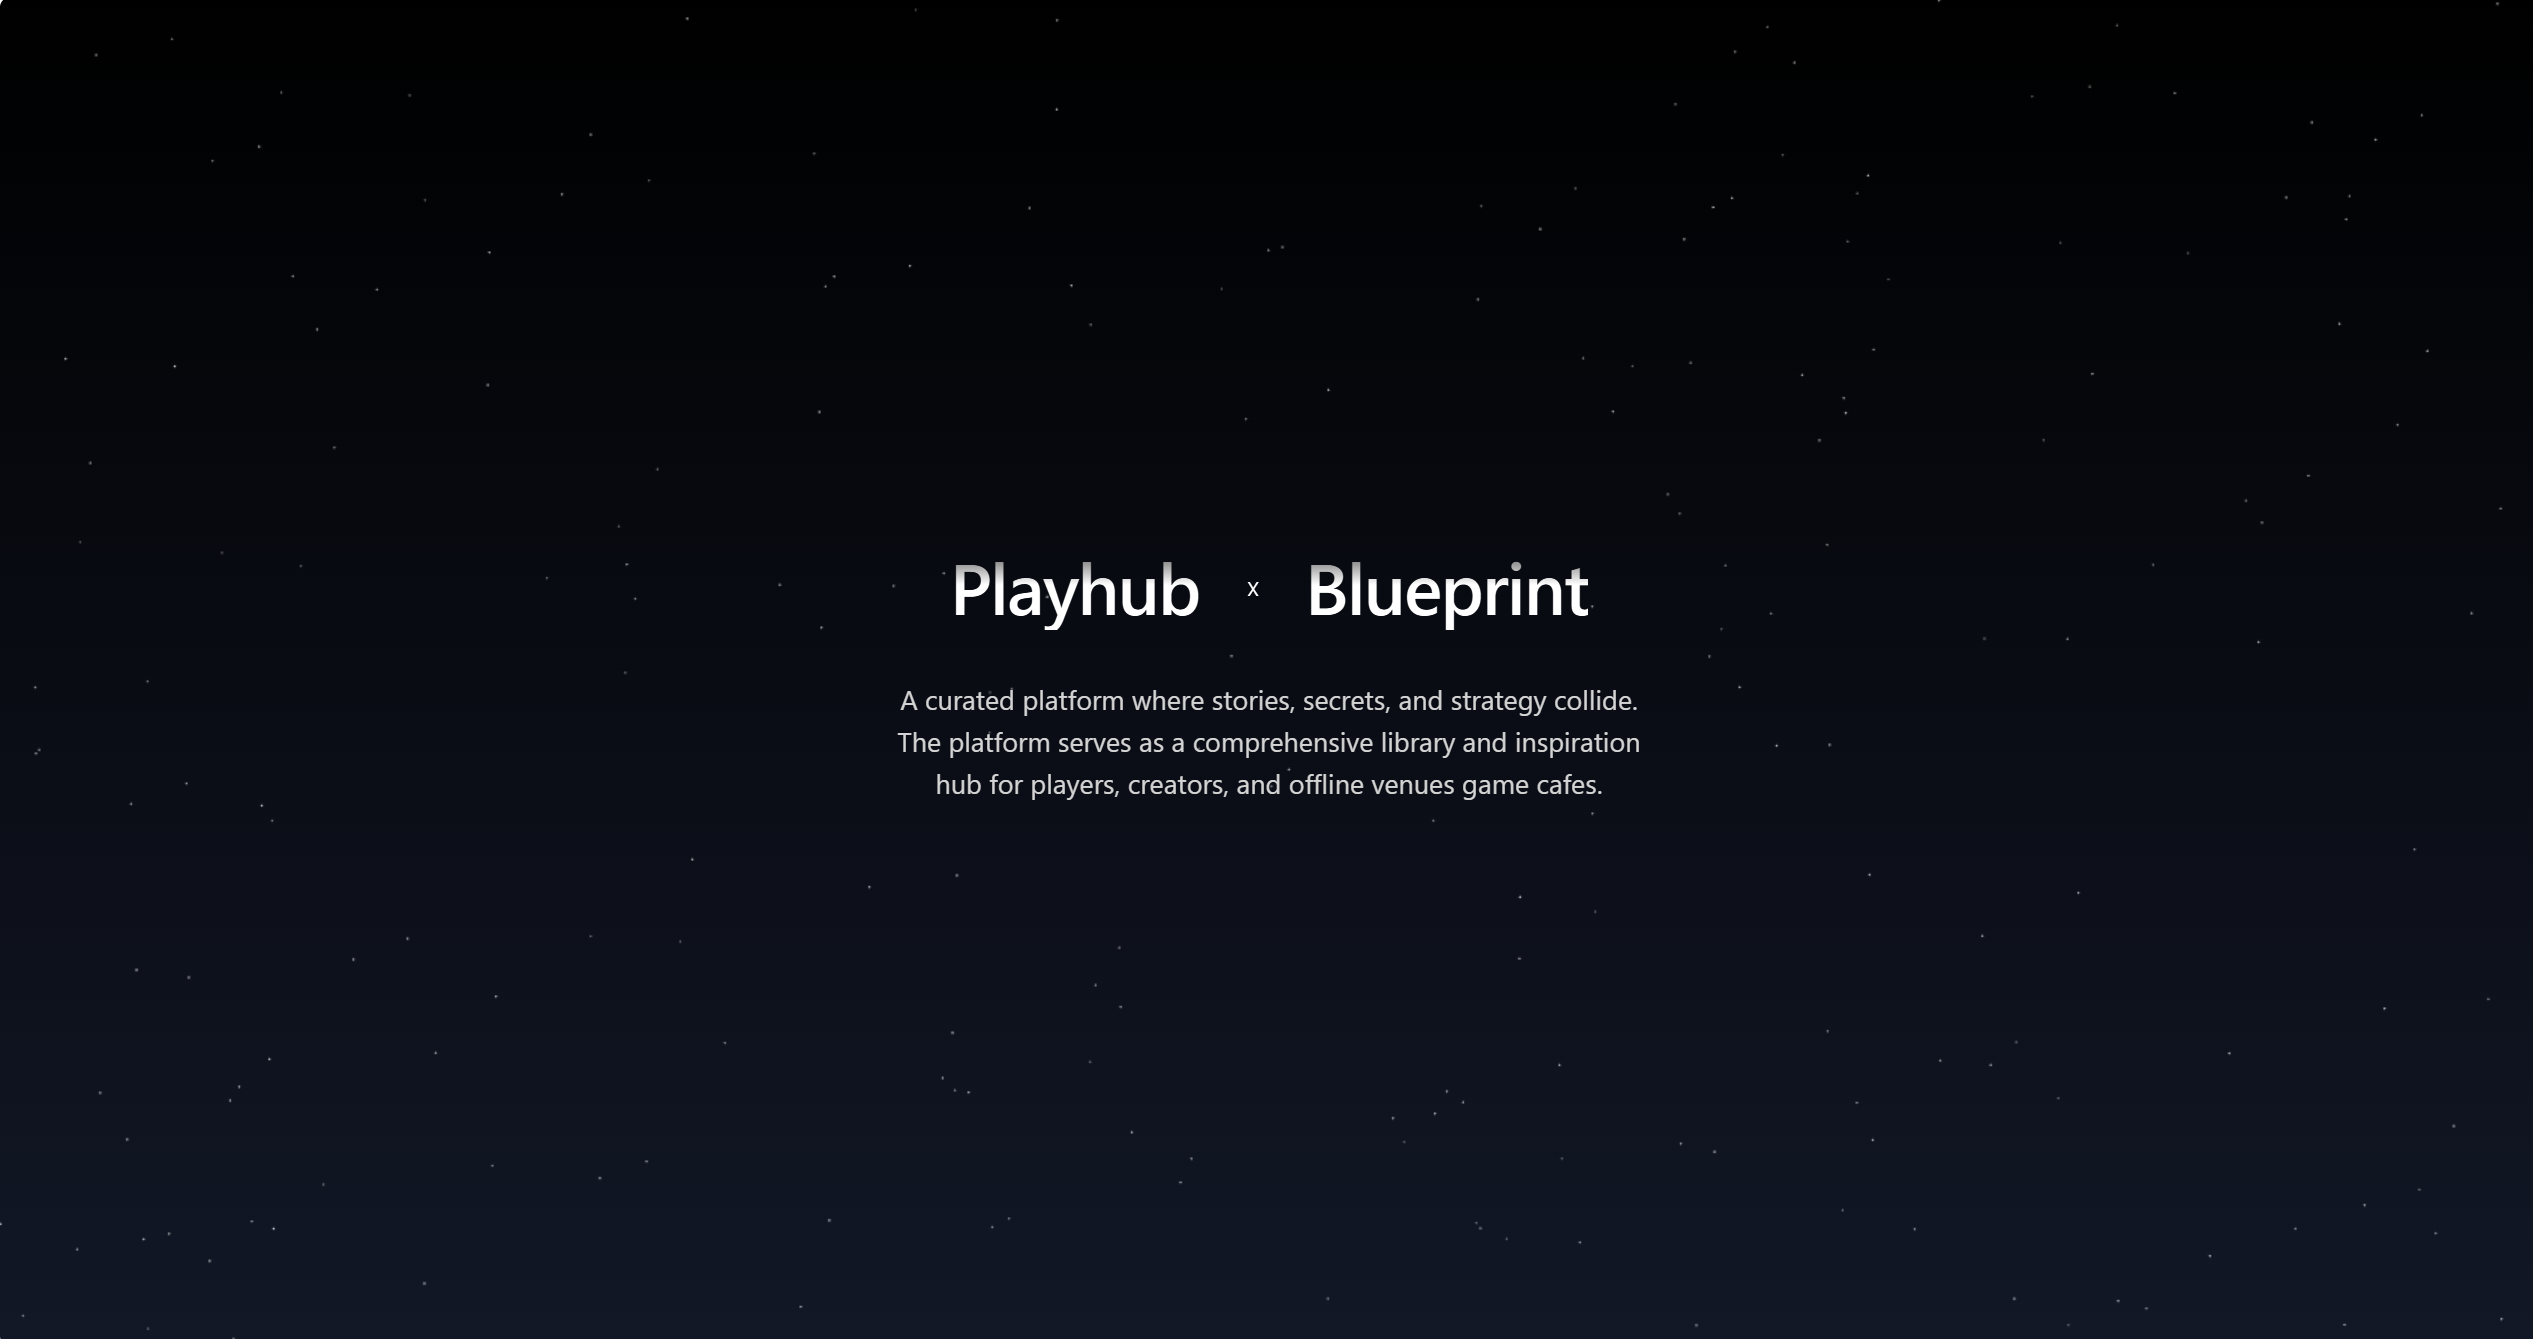 Playhub x Blueprint
A curated platform where stories, secrets, and strategy collide.
The platform serves as a comprehensive library and inspiration
hub for players, creators, and offline venues game cafes.